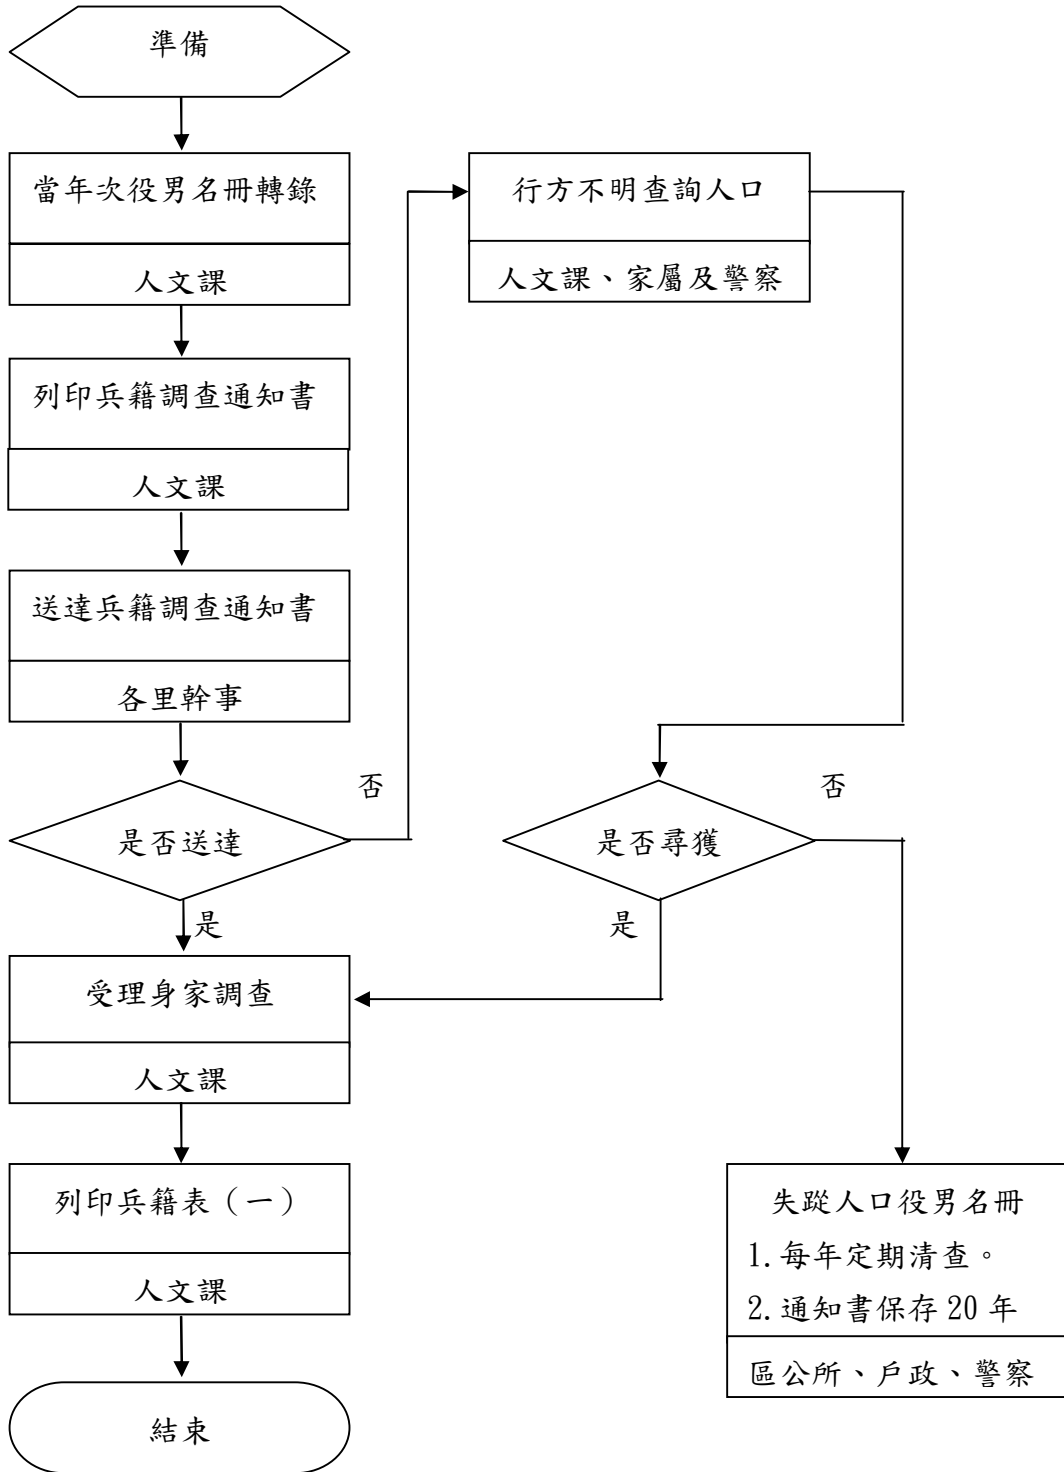 準備
當年次役男名冊轉錄
人文課
列印兵籍調查通知書
人文課
送達兵籍調查通知書
各里幹事
是否送達
否
是
行方不明查詢人口
人文課、家屬及警察
是否尋獲
否
是
受理身家調查
人文課
列印兵籍表（一）
人文課
結束
失蹤人口役男名冊
1.每年定期清查。
2.通知書保存 20 年
區公所、戶政、警察